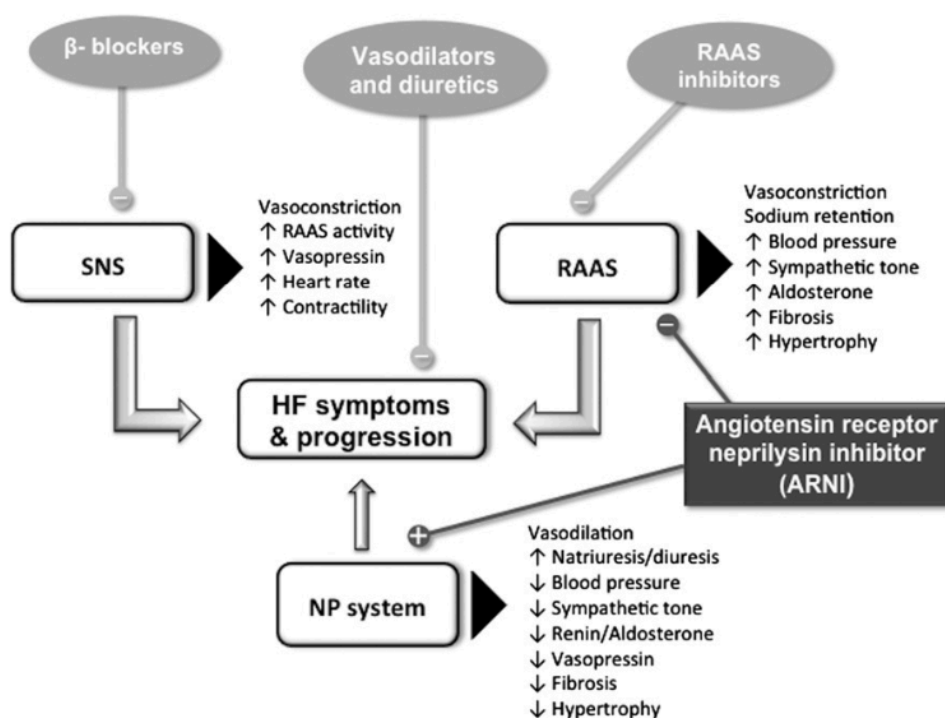 β- blockers
Vasodilators
and diuretics
RAAS
inhibitors
−
−
SNS
Vasoconstriction
↑ RAAS activity
↑ Vasopressin
↑ Heart rate
↑ Contractility
RAAS
Vasoconstriction
Sodium retention
↑ Blood pressure
↑ Sympathetic tone
↑ Aldosterone
↑ Fibrosis
↑ Hypertrophy
−
−
HF symptoms
& progression
Angiotensin receptor
neprilysin inhibitor
(ARNI)
+
NP system
Vasodilation
↑ Natriuresis/diuresis
↓ Blood pressure
↓ Sympathetic tone
↓ Renin/Aldosterone
↓ Vasopressin
↓ Fibrosis
↓ Hypertrophy